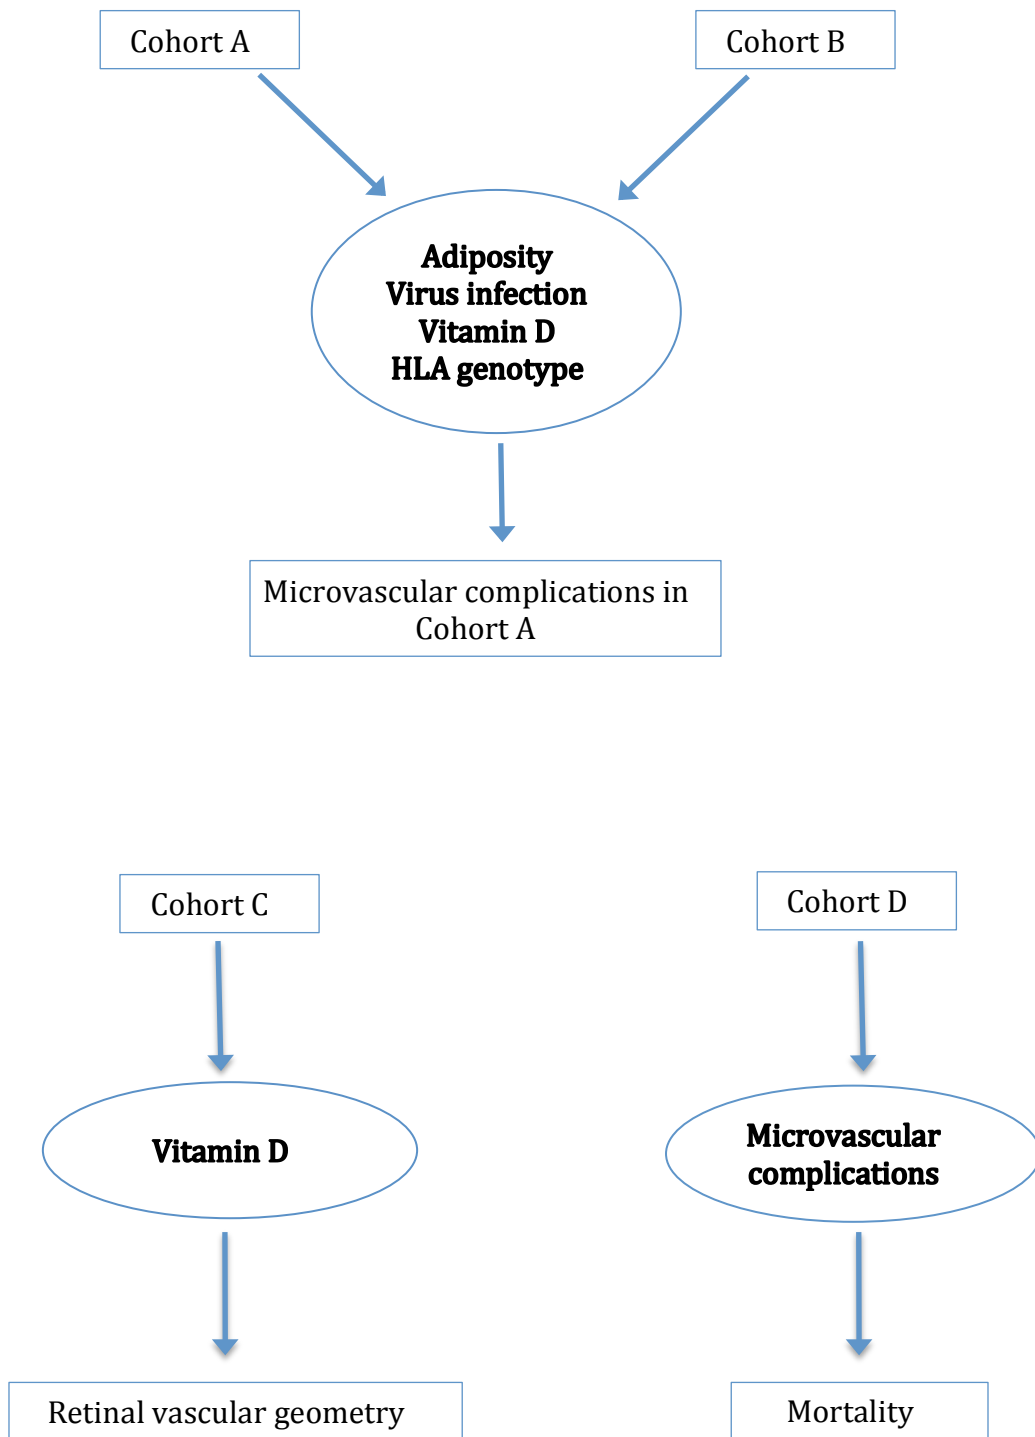 Cohort A
Cohort B
Adiposity
Virus infection
Vitamin D
HLA genotype
Microvascular complications in
Cohort A
Cohort C
Cohort D
Vitamin D
Microvascular
complications
Retinal vascular geometry
Mortality